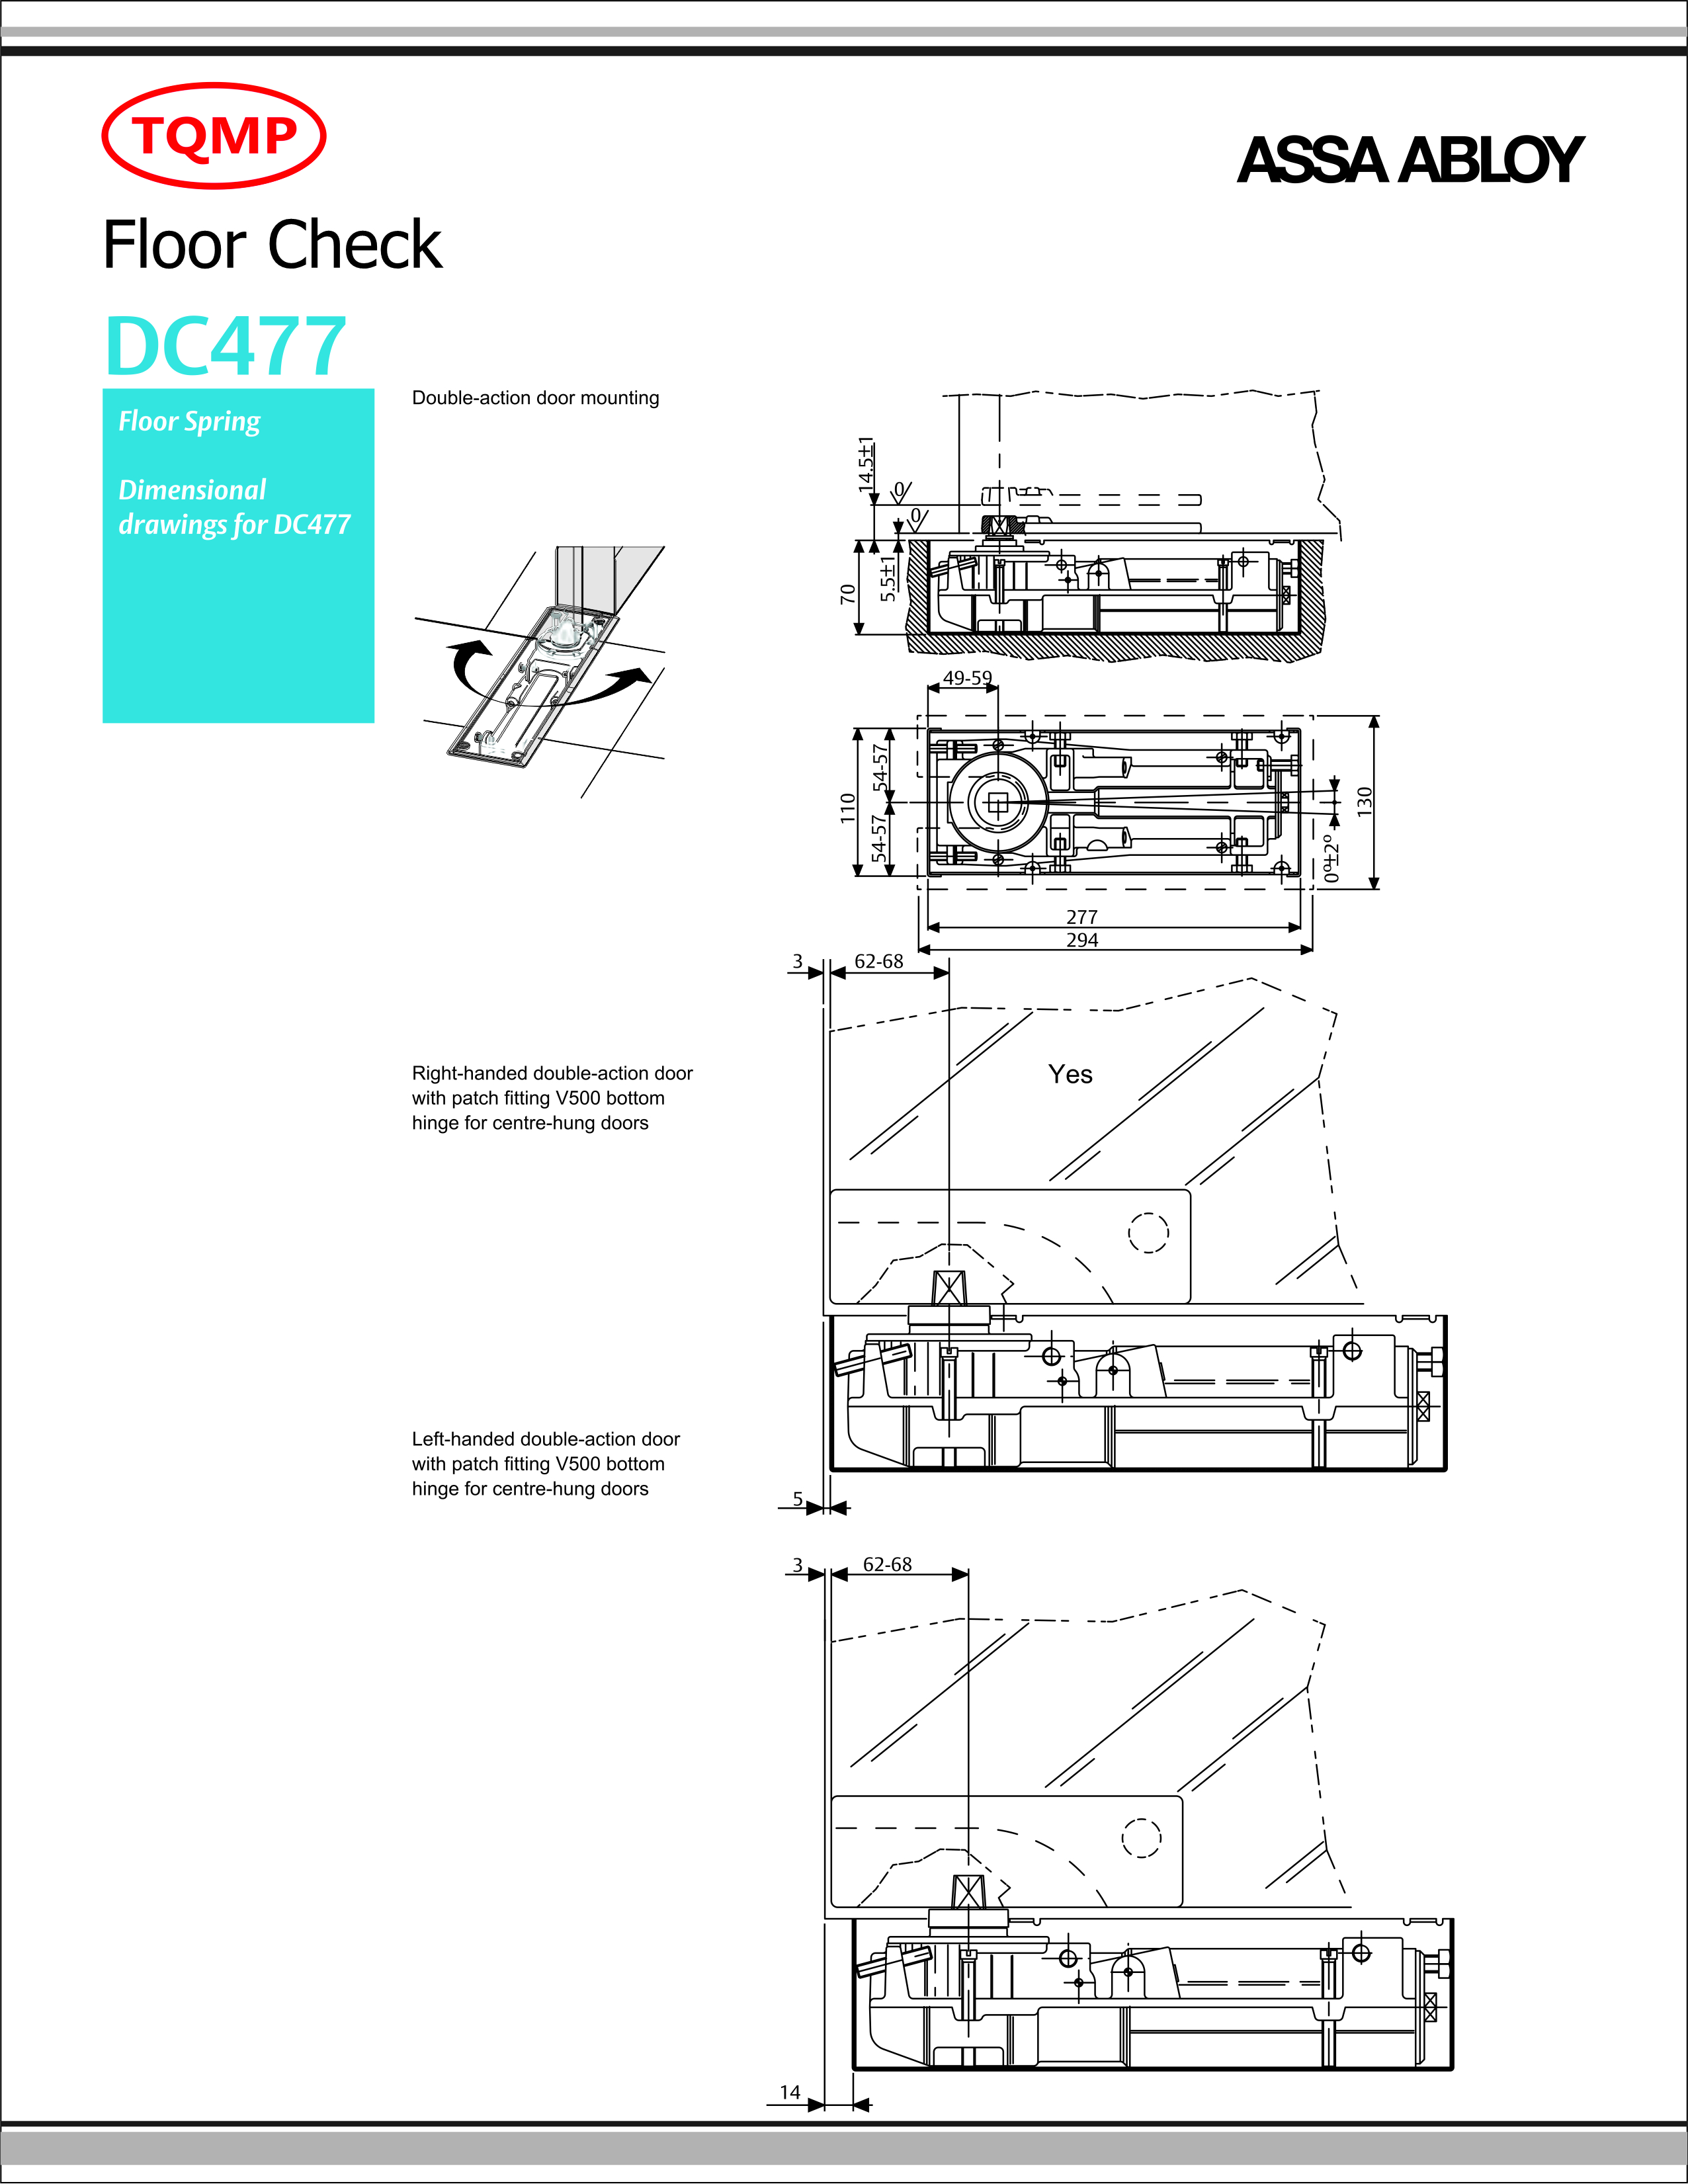 TQMP
ASSA ABLOY
Floor Check
DC477
Floor Spring
Dimensional
drawings for DC477
Double-action door mounting
14.5±1
0
0
70
5.5±1
49-59
110
54-57
54-57
130
0°±2°
277
294
3
62-68
Yes
Right-handed double-action door
with patch fitting V500 bottom
hinge for centre-hung doors
Left-handed double-action door
with patch fitting V500 bottom
hinge for centre-hung doors
5
3
62-68
14